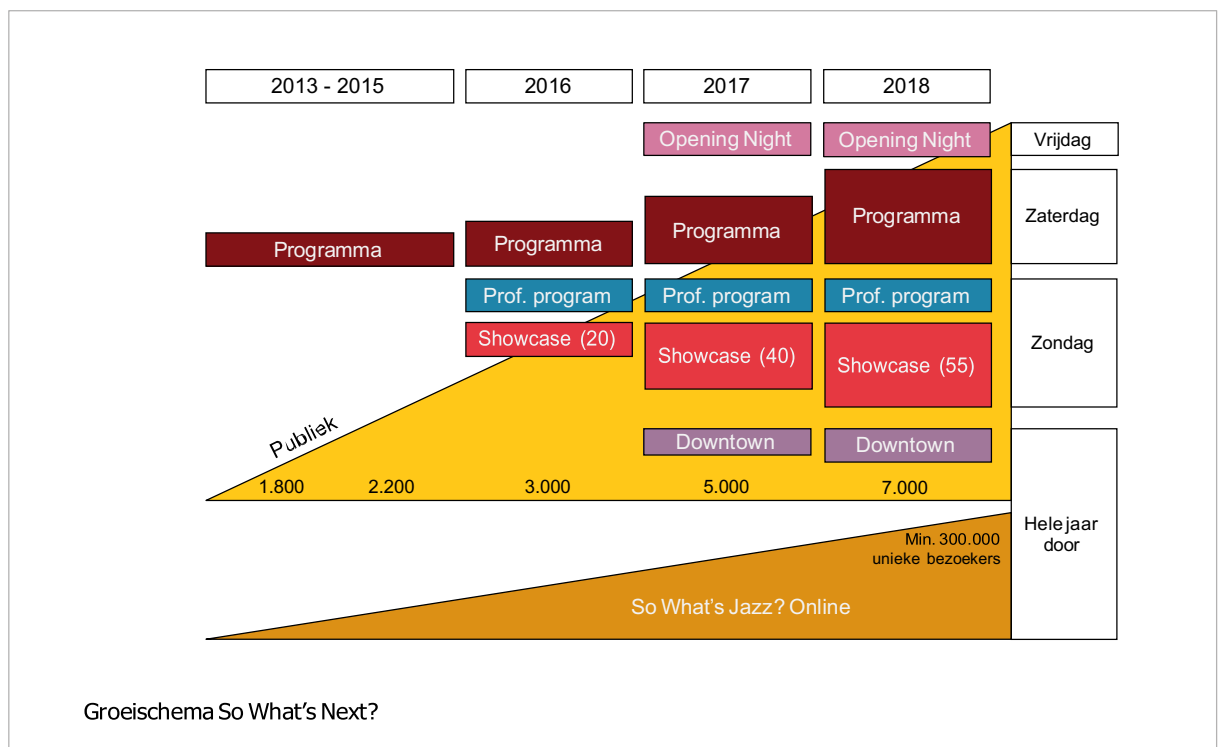 2013 - 2015
2016
2017
2018
Opening Night
Opening Night
Vrijdag
Programma
Programma
Programma
Programma
Zaterdag
Prof. program
Prof. program
Prof. program
Showcase (20)
Showcase (40)
Showcase (55)
Zondag
Publiek
Downtown
Downtown
1.800
2.200
3.000
5.000
7.000
Hele jaar
door
Min. 300.000
unieke bezoekers
So What's Jazz? Online
Groeischema So What's Next?